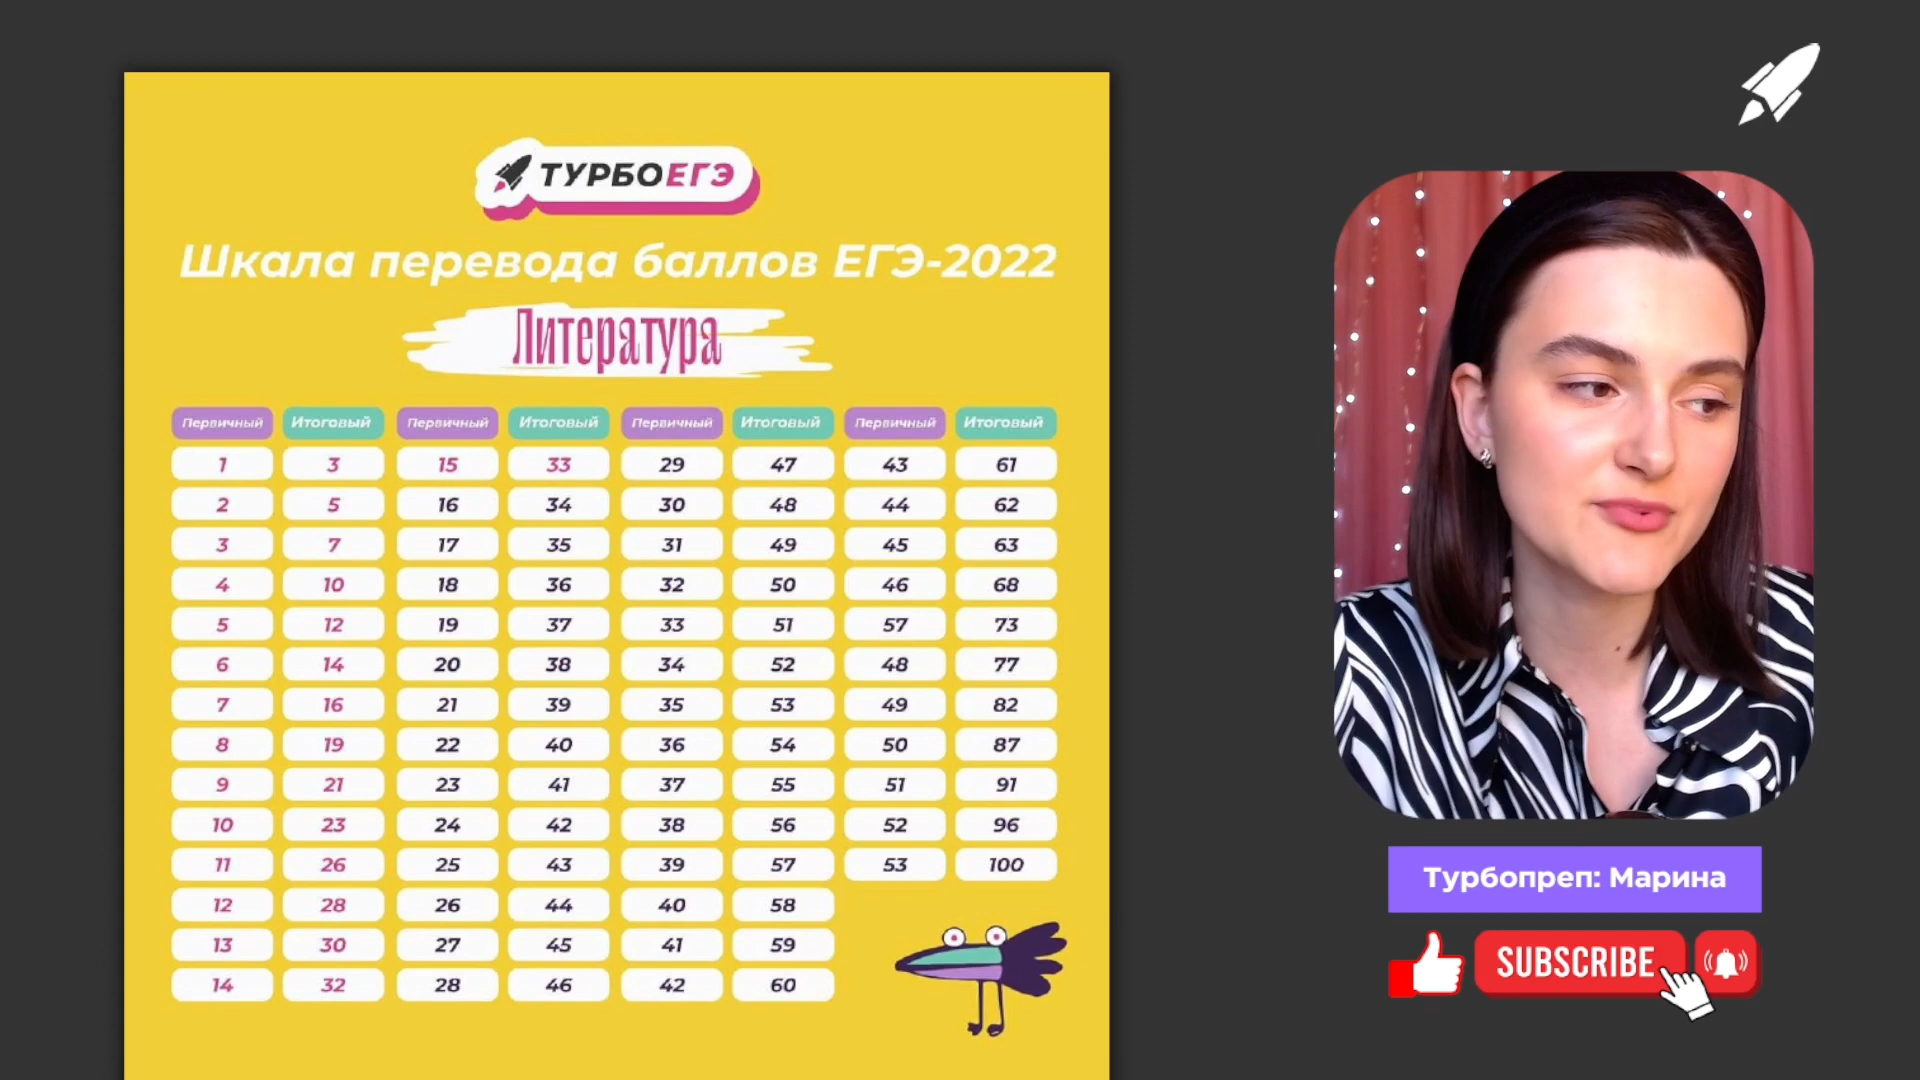 ТУРБОЕГЭ
Шкала перевода баллов ЕГЭ-2022
Литература
Первичный Итоговый Первичный Итоговый Первичный Итоговый Первичный Итоговый
1 3 15 33 29 47 43 61
2 5 16 34 30 48 44 62
3 7 17 35 31 49 45 63
4 10 18 36 32 50 46 68
5 12 19 37 33 51 57 73
6 14 20 38 34 52 48 77
7 16 21 39 35 53 49 82
8 19 22 40 36 54 50 87
9 21 23 41 37 55 51 91
10 23 24 42 38 56 52 96
11 26 25 43 39 57 53 100
12 28 26 44 40 58
13 30 27 45 41 59
14 32 28 46 42 60
Турбопреп: Марина
SUBSCRIBE